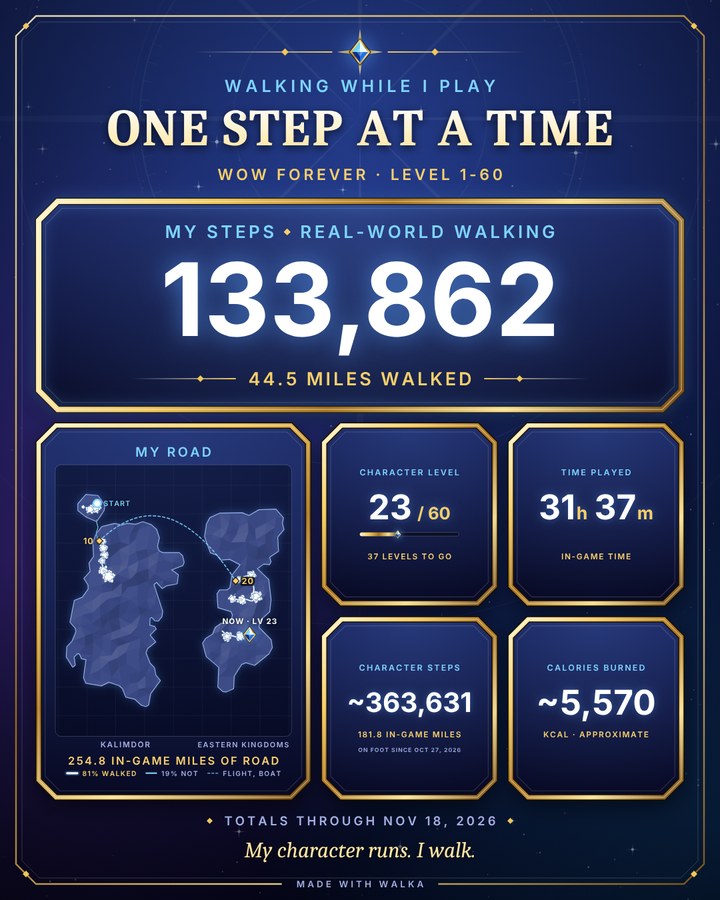 WALKING WHILE I PLAY
ONE STEP AT A TIME
WOW FOREVER · LEVEL 1-60
MY STEPS ◆ REAL-WORLD WALKING
133,862
44.5 MILES WALKED
MY ROAD
START
10
20
NOW · LV 23
KALIMDOR
EASTERN KINGDOMS
254.8 IN-GAME MILES OF ROAD
81% WALKED 19% NOT FLIGHT, BOAT
CHARACTER LEVEL
23 / 60
37 LEVELS TO GO
TIME PLAYED
31h 37m
IN-GAME TIME
CHARACTER STEPS
~363,631
181.8 IN-GAME MILES
ON FOOT SINCE OCT 27, 2026
CALORIES BURNED
~5,570
KCAL · APPROXIMATE
◆ TOTALS THROUGH NOV 18, 2026 ◆
My character runs. I walk.
MADE WITH WALKA